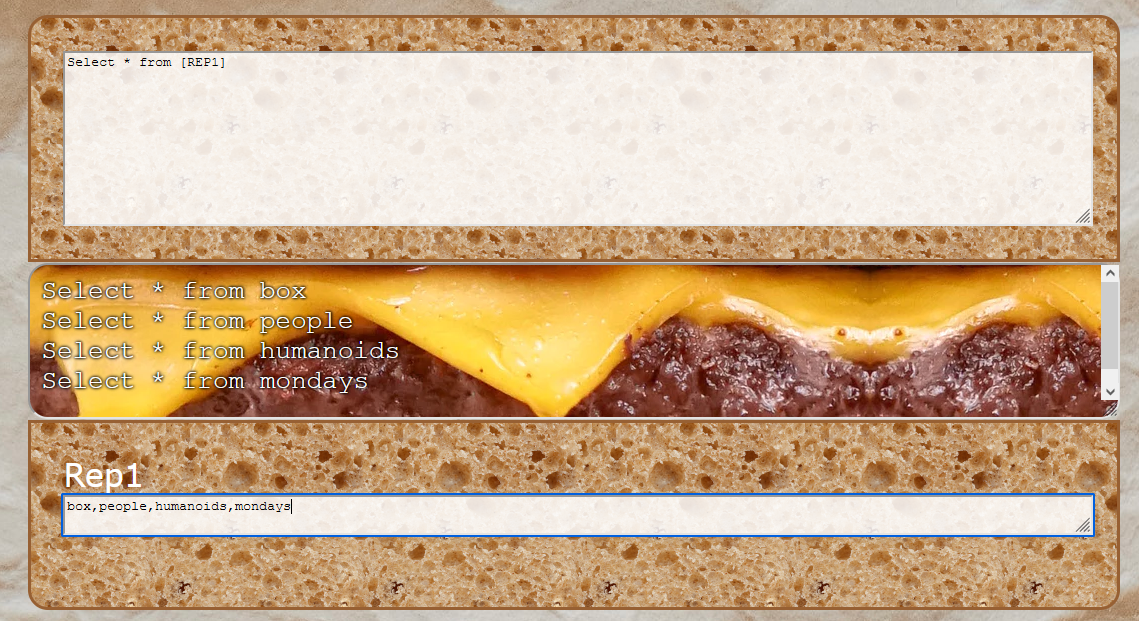 Select * from [REP1]
Select * from box
Select * from people
Select * from humanoids
Select * from mondays
Rep1
box,people,humanoids,mondays